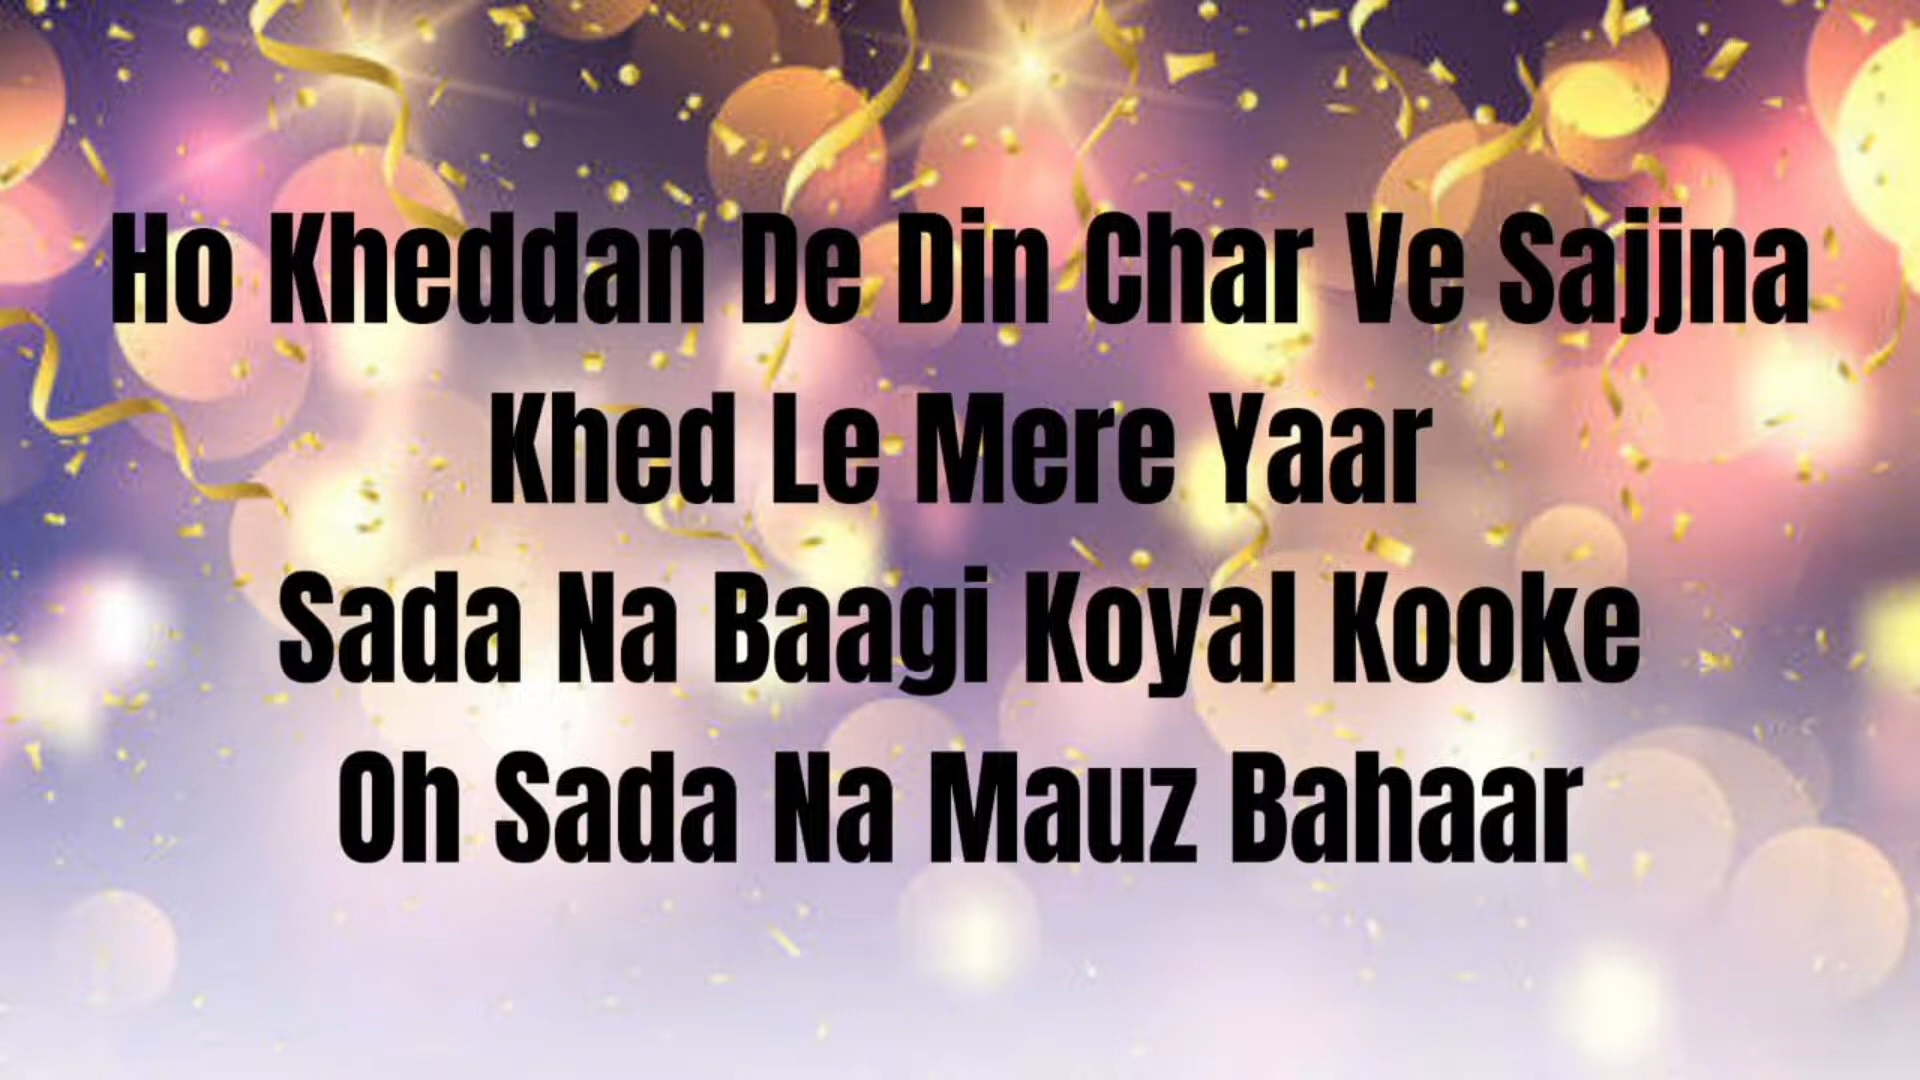 Ho Kheddan De Din Char Ve Sajjna
Khed Le Mere Yaar
Sada Na Baagi Koyal Kooke
Oh Sada Na Mauz Bahaar